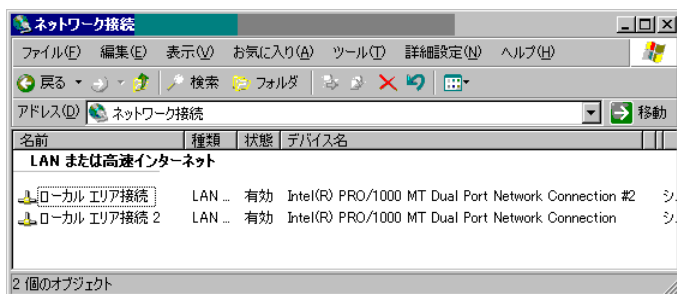 ネットワーク接続
ファイル(F) 編集(E) 表示(V) お気に入り(A) ツール(T) 詳細設定(N) ヘルプ(H)
戻る 検索 フォルダ
アドレス(D) ネットワーク接続 移動
名前 種類 状態 デバイス名
LAN または高速インターネット
ローカル エリア接続 LAN ... 有効 Intel(R) PRO/1000 MT Dual Port Network Connection #2 シ.
ローカル エリア接続 2 LAN ... 有効 Intel(R) PRO/1000 MT Dual Port Network Connection シ.
2 個のオブジェクト